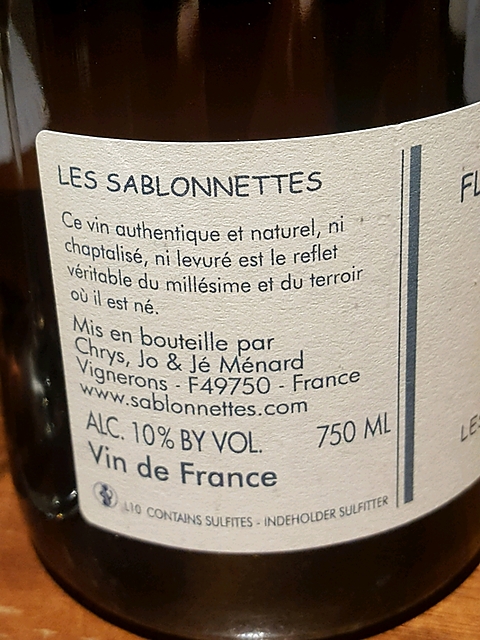 LES SABLONNETTES
Ce vin authentique et naturel, ni
chaptalisé, ni levuré est le reflet
véritable du millésime et du terroir
où il est né.
Mis en bouteille par
Chrys, Jo & Jé Ménard
Vignerons - F49750 - France
www.sablonnettes.com
ALC. 10% BY VOL. 750 ML
Vin de France
L10 CONTAINS SULFITES - INDEHOLDER SULFITTER